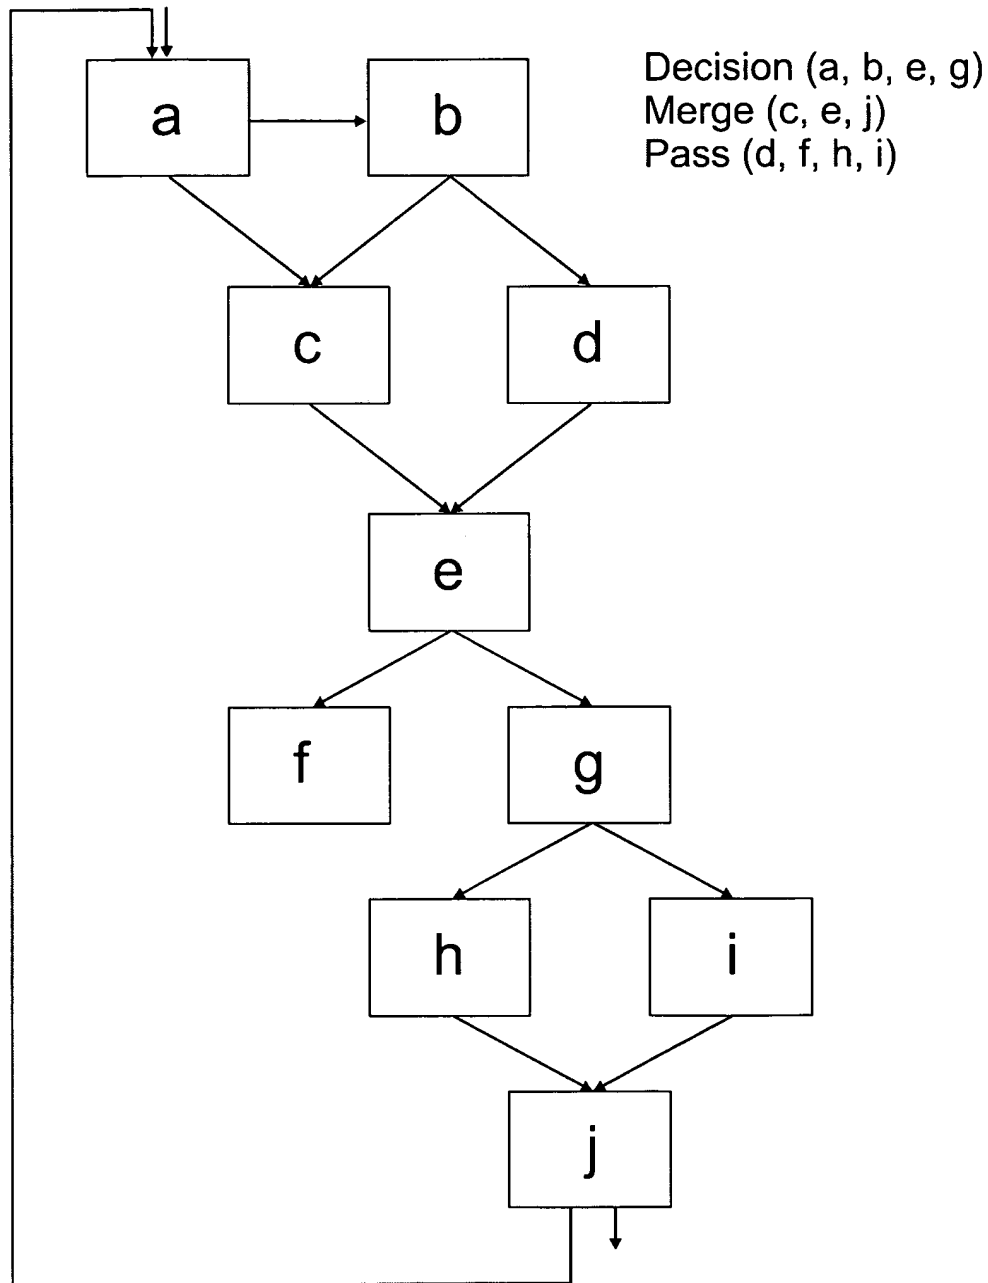 a
b
Decision (a, b, e, g)
Merge (c, e, j)
Pass (d, f, h, i)
c
d
e
f
g
h
i
j